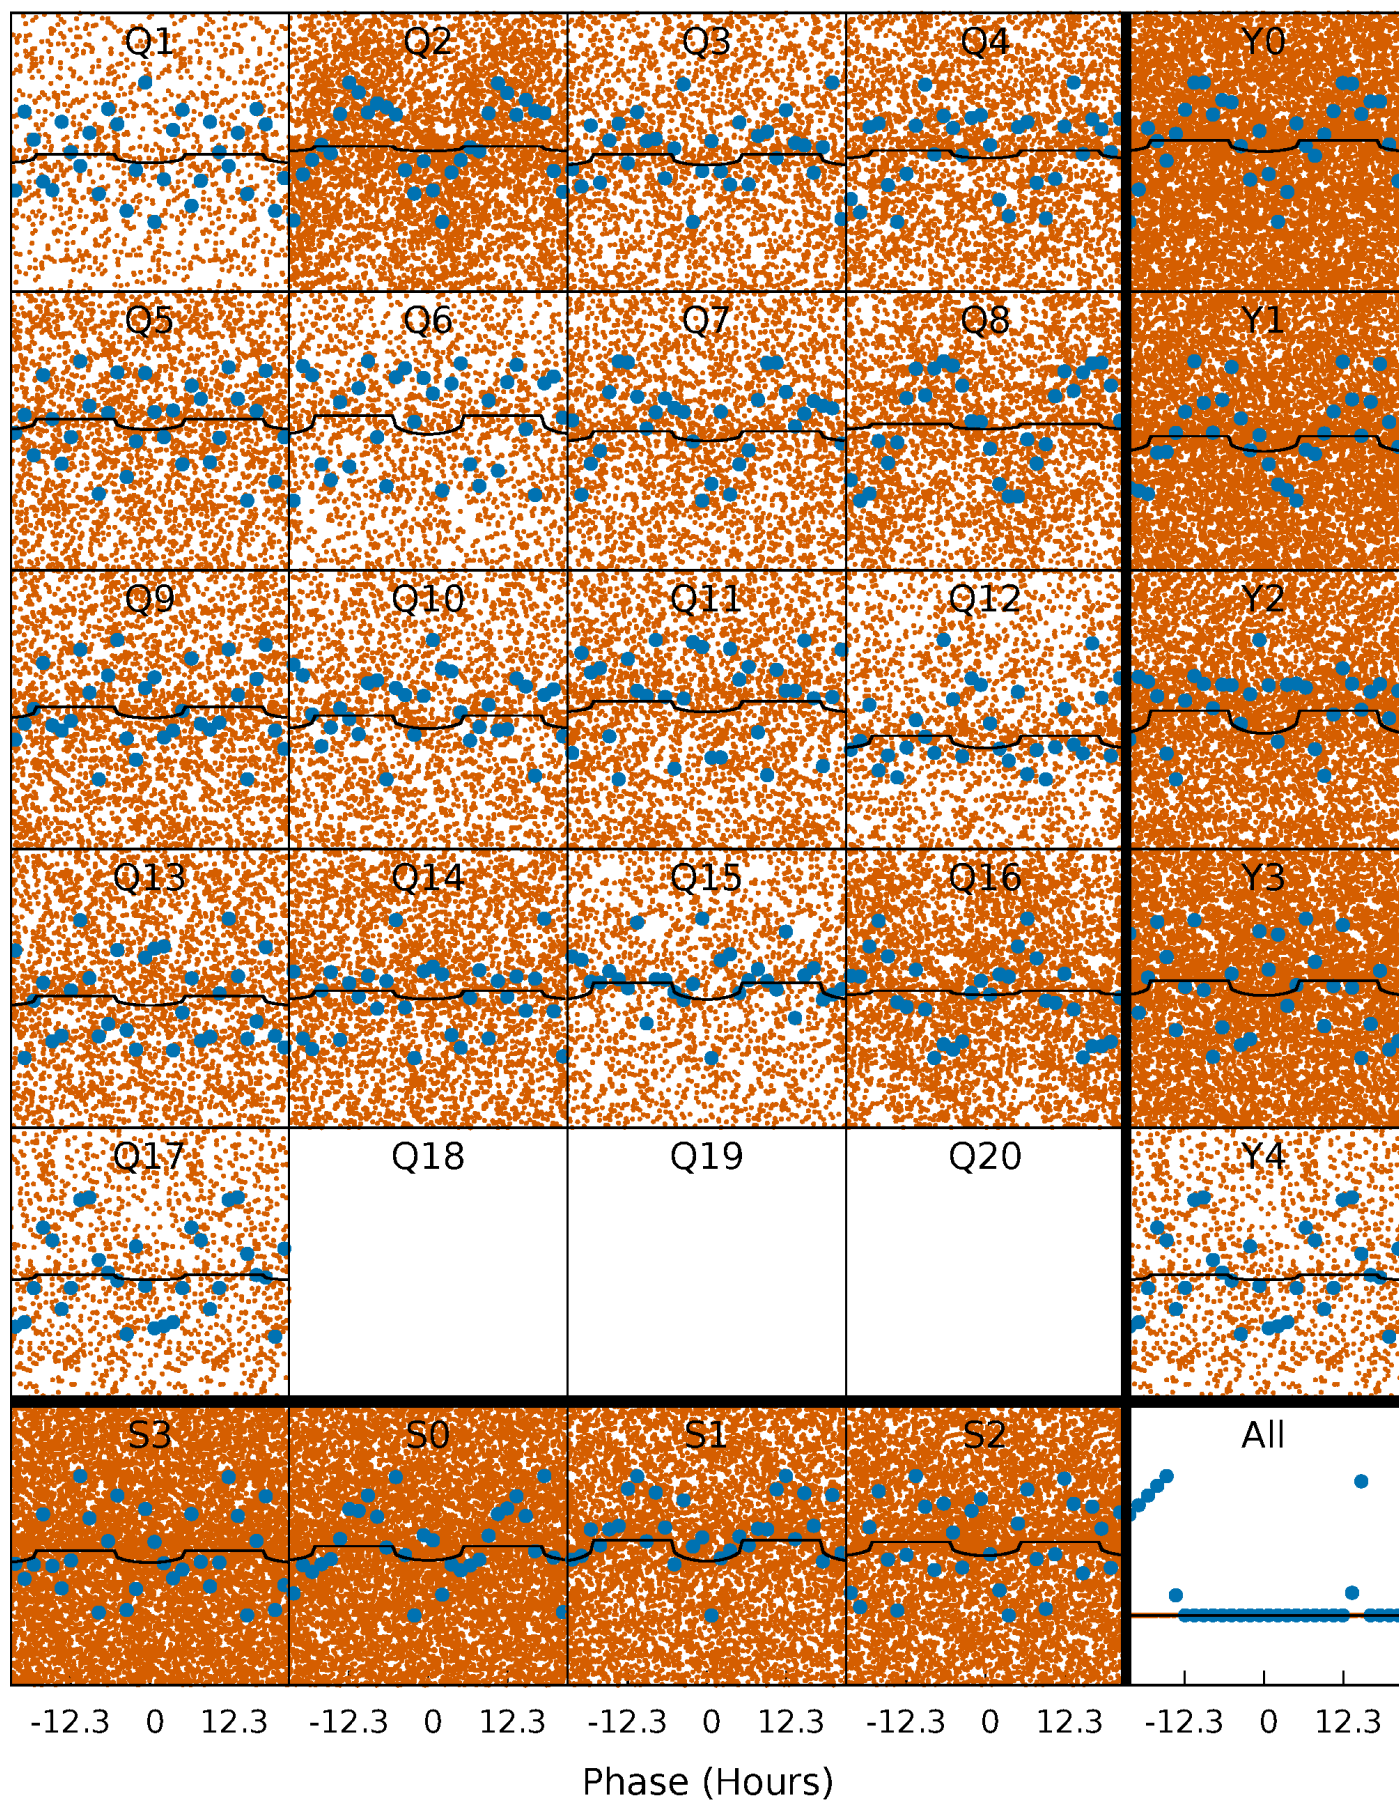 Q1 Q2 Q3 Q4 Y0
Q5 Q6 Q7 Q8 Y1
Q9 Q10 Q11 Q12 Y2
Q13 Q14 Q15 Q16 Y3
Q17 Q18 Q19 Q20 Y4
S3 S0 S1 S2 All
-12.3 0 12.3 -12.3 0 12.3 -12.3 0 12.3 -12.3 0 12.3 -12.3 0 12.3
Phase (Hours)